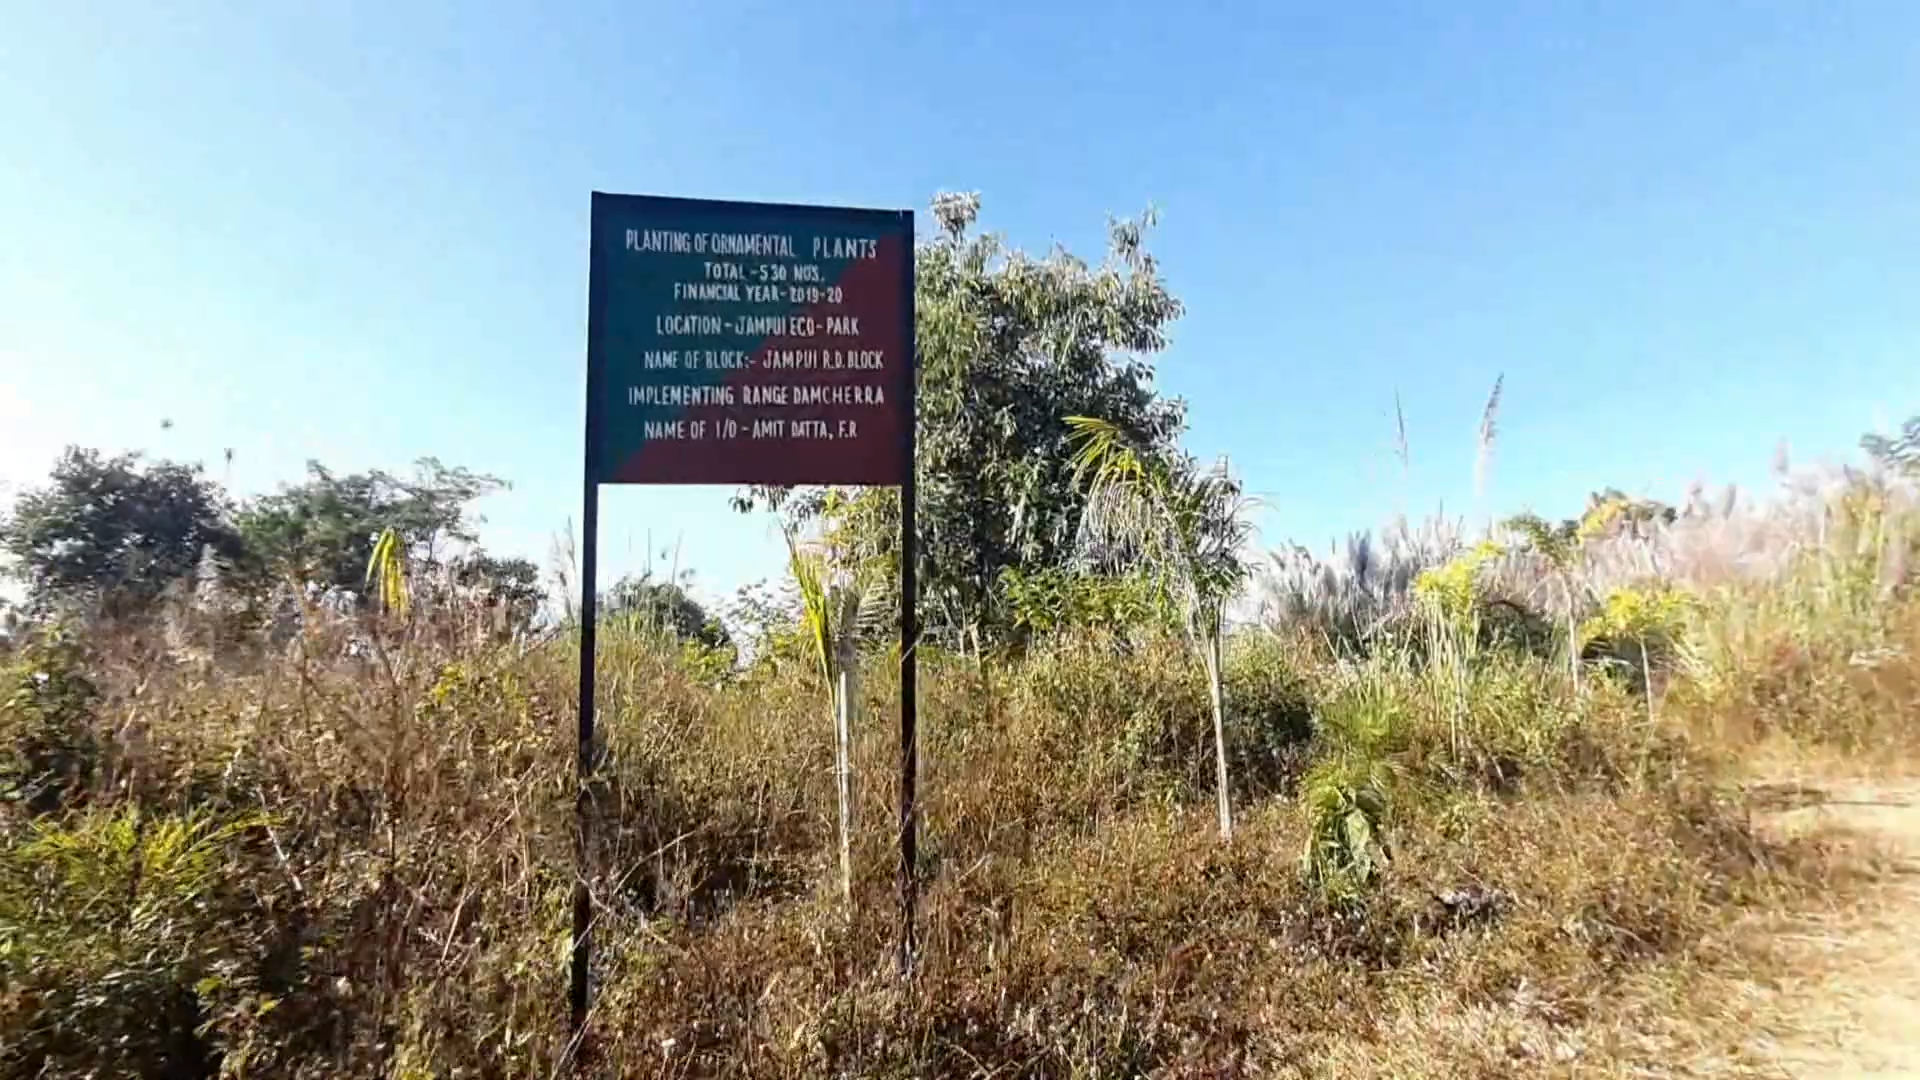 PLANTING OF ORNAMENTAL PLANTS
TOTAL - 530 NOS.
FINANCIAL YEAR - 2019-20
LOCATION - JAMPUI ECO - PARK
NAME OF BLOCK:- JAMPUI R.D. BLOCK
IMPLEMENTING RANGE DAMCHERRA
NAME OF I/O - AMIT DATTA, F.R